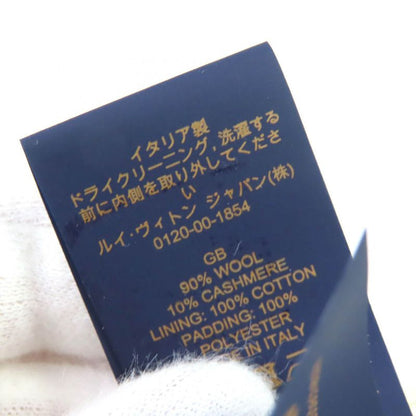 イタリア製
ドライクリーニング､洗濯する
前に内側を取り外してくださ
い
ルイ･ヴィトン ジャパン(株)
0120-00-1854
GB
90% WOOL
10% CASHMERE
LINING: 100% COTTON
PADDING: 100%
POLYESTER
MADE IN ITALY